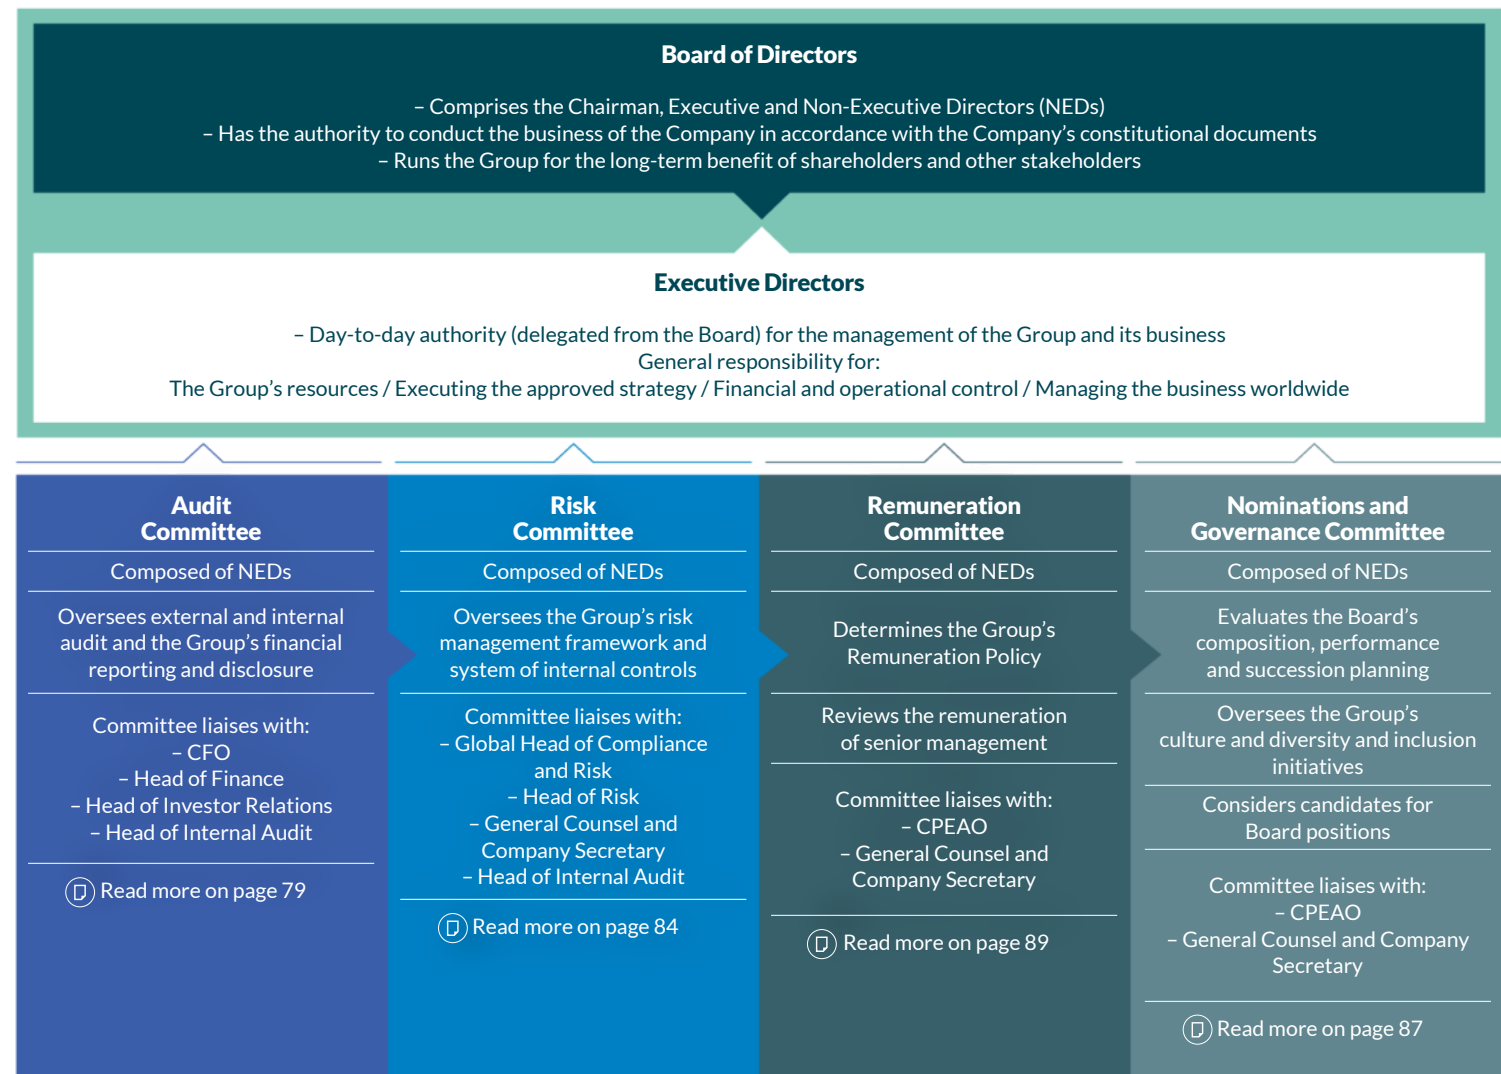 Board of Directors
– Comprises the Chairman, Executive and Non-Executive Directors (NEDs)
– Has the authority to conduct the business of the Company in accordance with the Company’s constitutional documents
– Runs the Group for the long-term benefit of shareholders and other stakeholders
Executive Directors
– Day-to-day authority (delegated from the Board) for the management of the Group and its business
General responsibility for:
The Group’s resources / Executing the approved strategy / Financial and operational control / Managing the business worldwide
Audit
Committee
Composed of NEDs
Oversees external and internal
audit and the Group’s financial
reporting and disclosure
Committee liaises with:
– CFO
– Head of Finance
– Head of Investor Relations
– Head of Internal Audit
Read more on page 79
Risk
Committee
Composed of NEDs
Oversees the Group’s risk
management framework and
system of internal controls
Committee liaises with:
– Global Head of Compliance
and Risk
– Head of Risk
– General Counsel and
Company Secretary
– Head of Internal Audit
Read more on page 84
Remuneration
Committee
Composed of NEDs
Determines the Group’s
Remuneration Policy
Reviews the remuneration
of senior management
Committee liaises with:
– CPEAO
– General Counsel and
Company Secretary
Read more on page 89
Nominations and
Governance Committee
Composed of NEDs
Evaluates the Board’s
composition, performance
and succession planning
Oversees the Group’s
culture and diversity and inclusion
initiatives
Considers candidates for
Board positions
Committee liaises with:
– CPEAO
– General Counsel and Company
Secretary
Read more on page 87